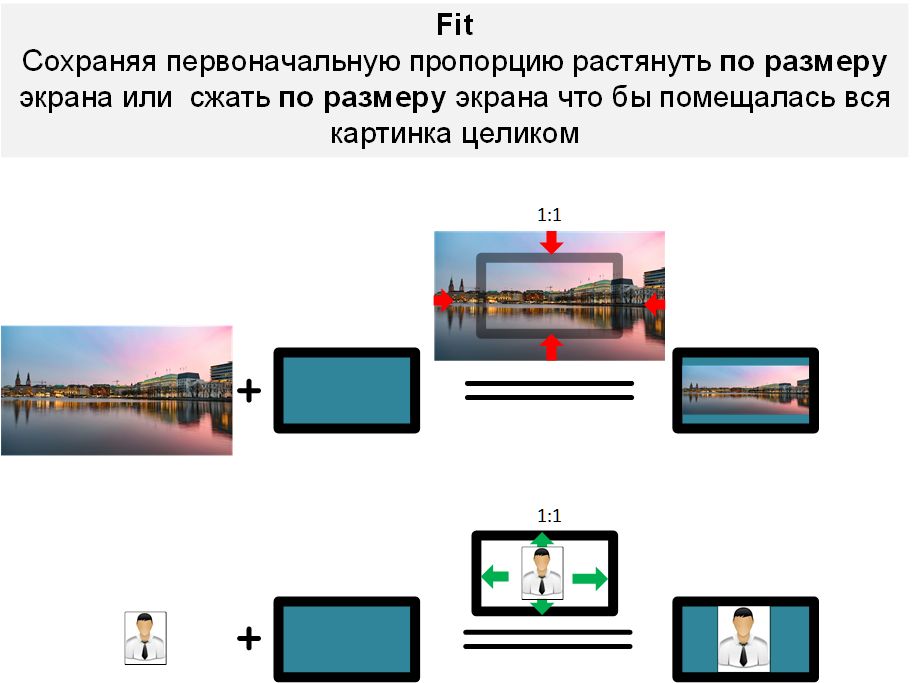 Fit
Сохраняя первоначальную пропорцию растянуть по размеру
экрана или  сжать по размеру экрана что бы помещалась вся
картинка целиком
1:1
1:1